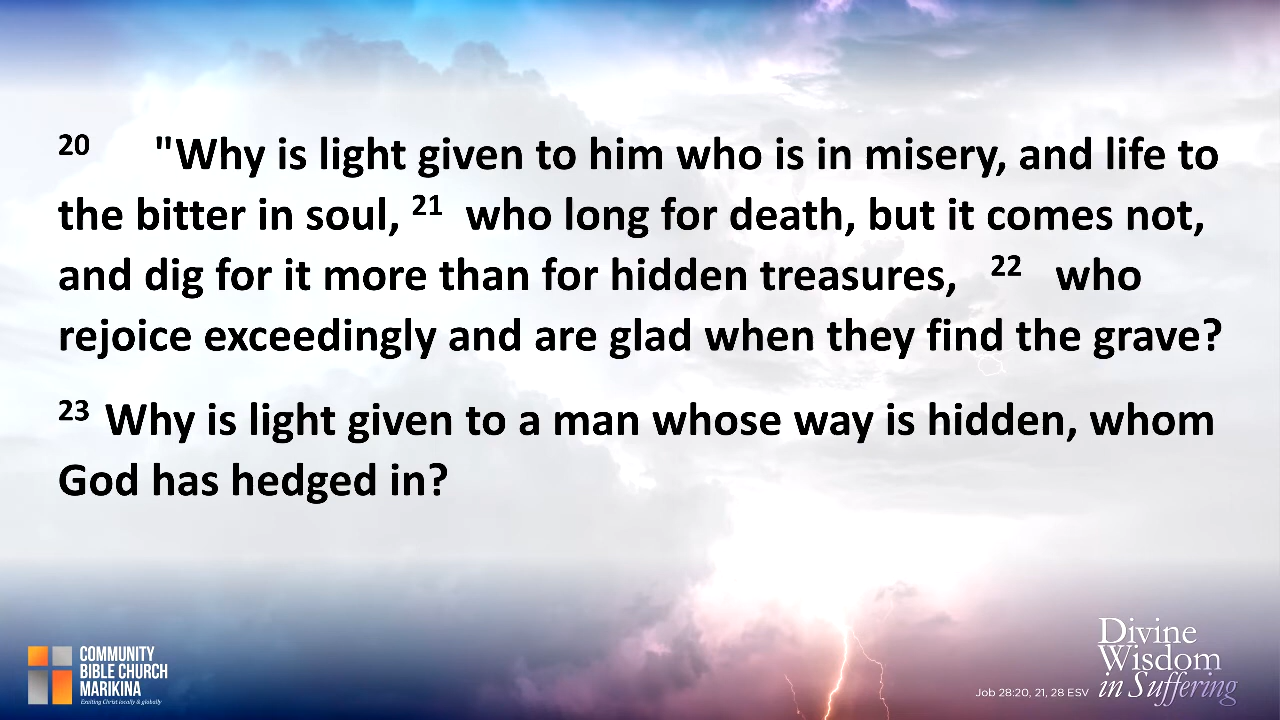 20 "Why is light given to him who is in misery, and life to
the bitter in soul, 21 who long for death, but it comes not,
and dig for it more than for hidden treasures, 22 who
rejoice exceedingly and are glad when they find the grave?
23 Why is light given to a man whose way is hidden, whom
God has hedged in?
COMMUNITY
BIBLE CHURCH
MARIKINA
Exalting Christ locally & globally
Job 28:20, 21, 28 ESV
Divine
Wisdom
in Suffering